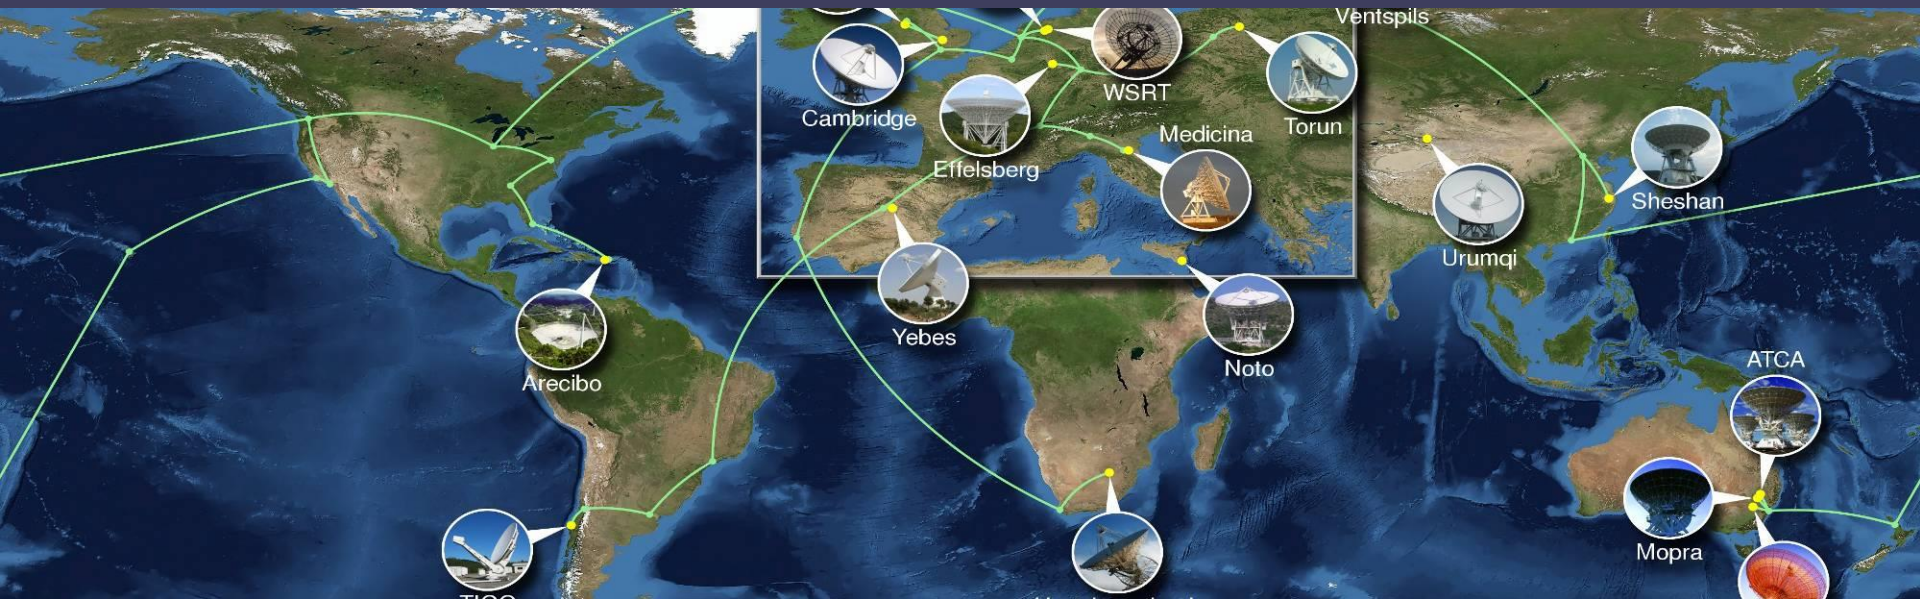 Ventspils
WSRT
Cambridge
Torun
Medicina
Effelsberg
Sheshan
Urumqi
Yebes
Noto
ATCA
Arecibo
Mopra